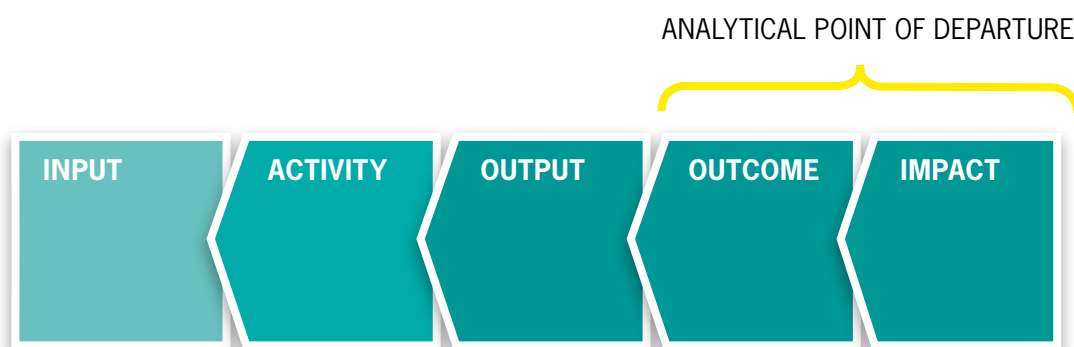 ANALYTICAL POINT OF DEPARTURE
INPUT
ACTIVITY
OUTPUT
OUTCOME
IMPACT